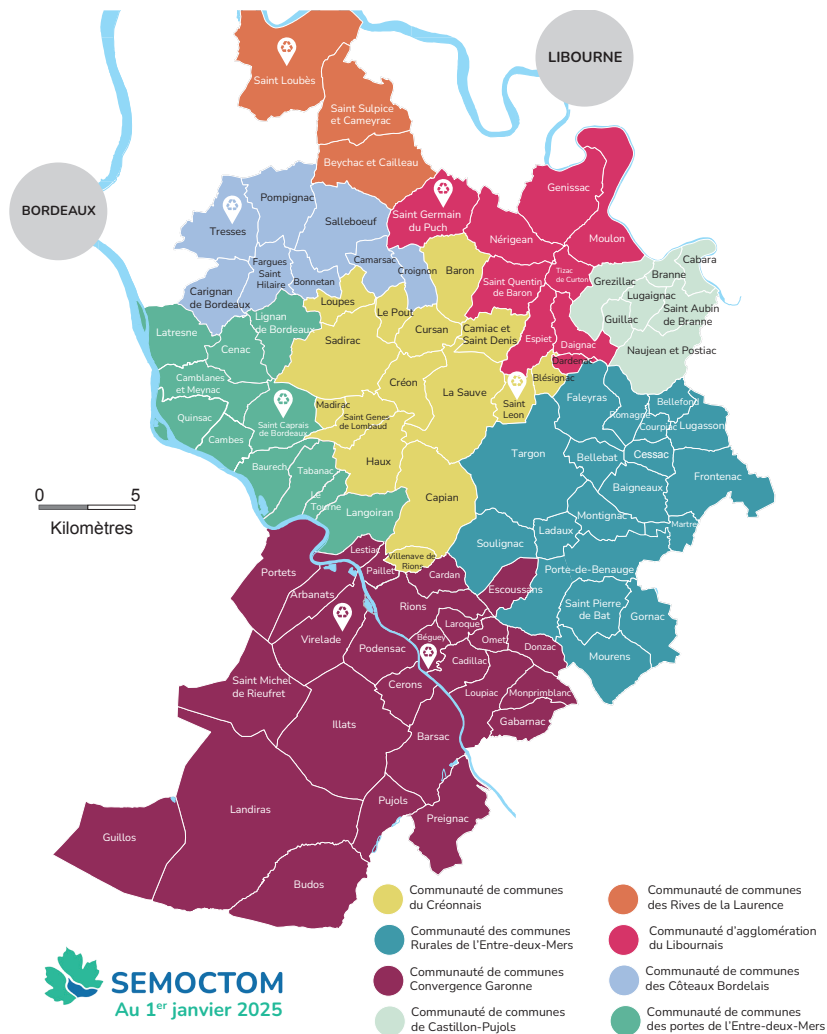 LIBOURNE
Saint Loubès
Saint Sulpice
et Cameyrac
Beychac et Cailleau
BORDEAUX
Genissac
Pompignac
Saint Germain
du Puch
Tresses
Salleboeuf
Nérigean
Moulon
Fargues
Saint
Hilaire
Camarsac
Croignon
Baron
Cabara
Branne
Tizac
de Curton
Grezillac
Bonnetan
Saint Quentin
de Baron
Carignan
de Bordeaux
Loupes
Lugaignac
Saint Aubin
de Branne
Le Pout
Lignan
de Bordeaux
Guillac
Latresne
Cursan
Camiac et
Saint Denis
Espiet
Daignac
Sadirac
Cenac
Naujean et Postiac
Dardenac
Camblanes
et Meynac
Créon
La Sauve
Blésignac
Saint
Leon
Faleyras
Bellefond
Romagne
Courpiac
Lugasson
Madirac
Saint Genes
de Lombaud
Quinsac
Saint Caprais
de Bordeaux
Cambes
Targon
Bellebat
Cessac
Haux
Baurech
Tabanac
Frontenac
Baigneaux
Capian
Le
Tourne
Langoiran
Montignac
Martres
Ladaux
Soulignac
0 5
Kilomètres
Lestiac
Villenave de
Rions
Paillet
Cardan
Portets
Porte-de-Benauge
Escoussans
Arbanats
Rions
Saint Pierre
de Bat
Gornac
Laroque
Virelade
Béguey
Omet
Donzac
Podensac
Mourens
Cadillac
Saint Michel
de Rieufret
Cerons
Loupiac
Monprimblanc
Illats
Gabarnac
Barsac
Landiras
Pujols
Preignac
Guillos
Budos
Communauté de communes
du Créonnais
Communauté des communes
Rurales de l'Entre-deux-Mers
Communauté de communes
Convergence Garonne
Communauté de communes
de Castillon-Pujols
Communauté de communes
des Rives de la Laurence
Communauté d'agglomération
du Libournais
Communauté de communes
des Côteaux Bordelais
Communauté de communes
des portes de l'Entre-deux-Mers
SEMOCTOM
Au 1er janvier 2025